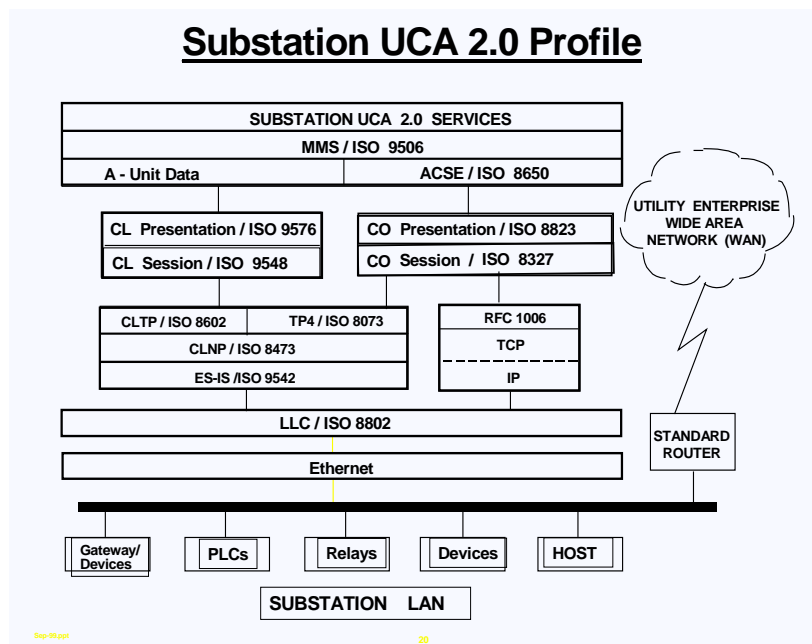 Substation UCA 2.0 Profile
SUBSTATION UCA 2.0 SERVICES
MMS / ISO 9506
A - Unit Data
ACSE / ISO 8650
CL Presentation / ISO 9576
CL Session / ISO 9548
CO Presentation / ISO 8823
CO Session / ISO 8327
UTILITY ENTERPRISE
WIDE AREA
NETWORK (WAN)
CLTP / ISO 8602
TP4 / ISO 8073
CLNP / ISO 8473
ES-IS /ISO 9542
RFC 1006
TCP
IP
LLC / ISO 8802
Ethernet
STANDARD
ROUTER
Gateway/
Devices
PLCs
Relays
Devices
HOST
SUBSTATION LAN
20